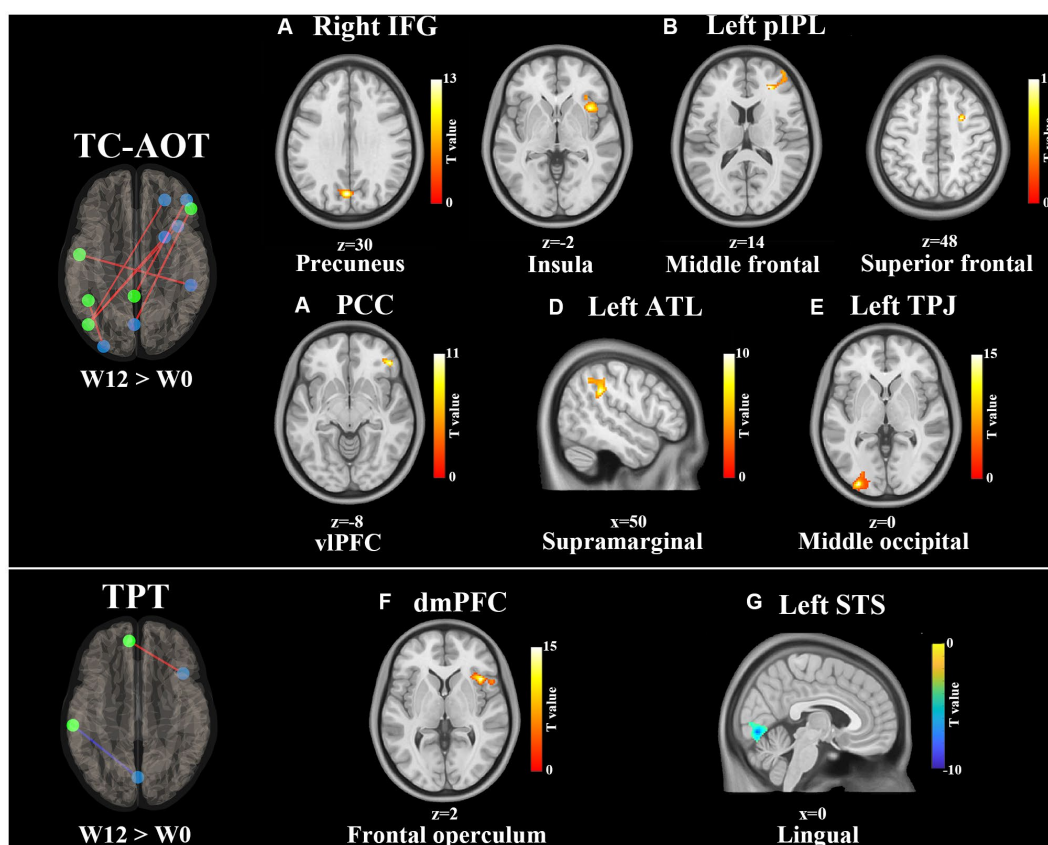 A Right IFG
B Left pIPL
TC-AOT
W12 > W0
13
T value
0
z=30
Precuneus
z=-2
Insula
z=14
Middle frontal
1
T value
0
z=48
Superior frontal
A PCC
11
T value
0
z=-8
vlPFC
D Left ATL
10
T value
0
x=50
Supramarginal
E Left TPJ
15
T value
0
z=0
Middle occipital
TPT
W12 > W0
F dmPFC
15
T value
0
z=2
Frontal operculum
G Left STS
0
T value
-10
x=0
Lingual